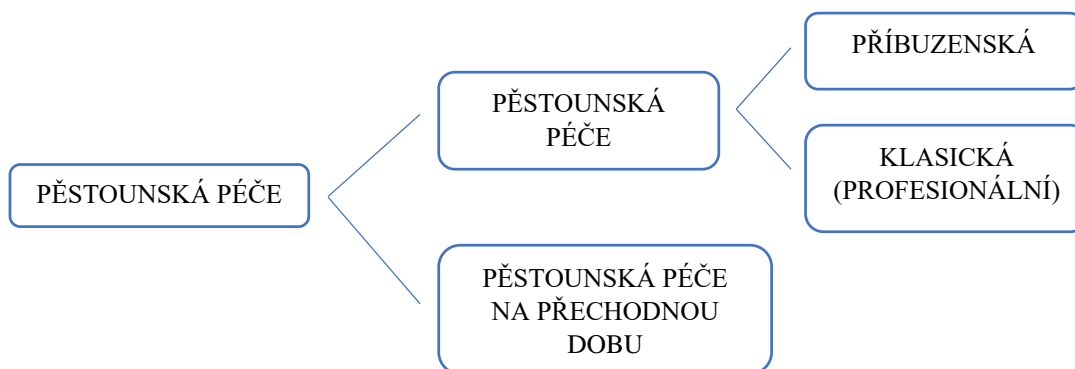 PĚSTOUNSKÁ PÉČE
PĚSTOUNSKÁ
PÉČE
PŘÍBUZENSKÁ
KLASICKÁ
(PROFESIONÁLNÍ)
PĚSTOUNSKÁ PÉČE
NA PŘECHODNOU
DOBU